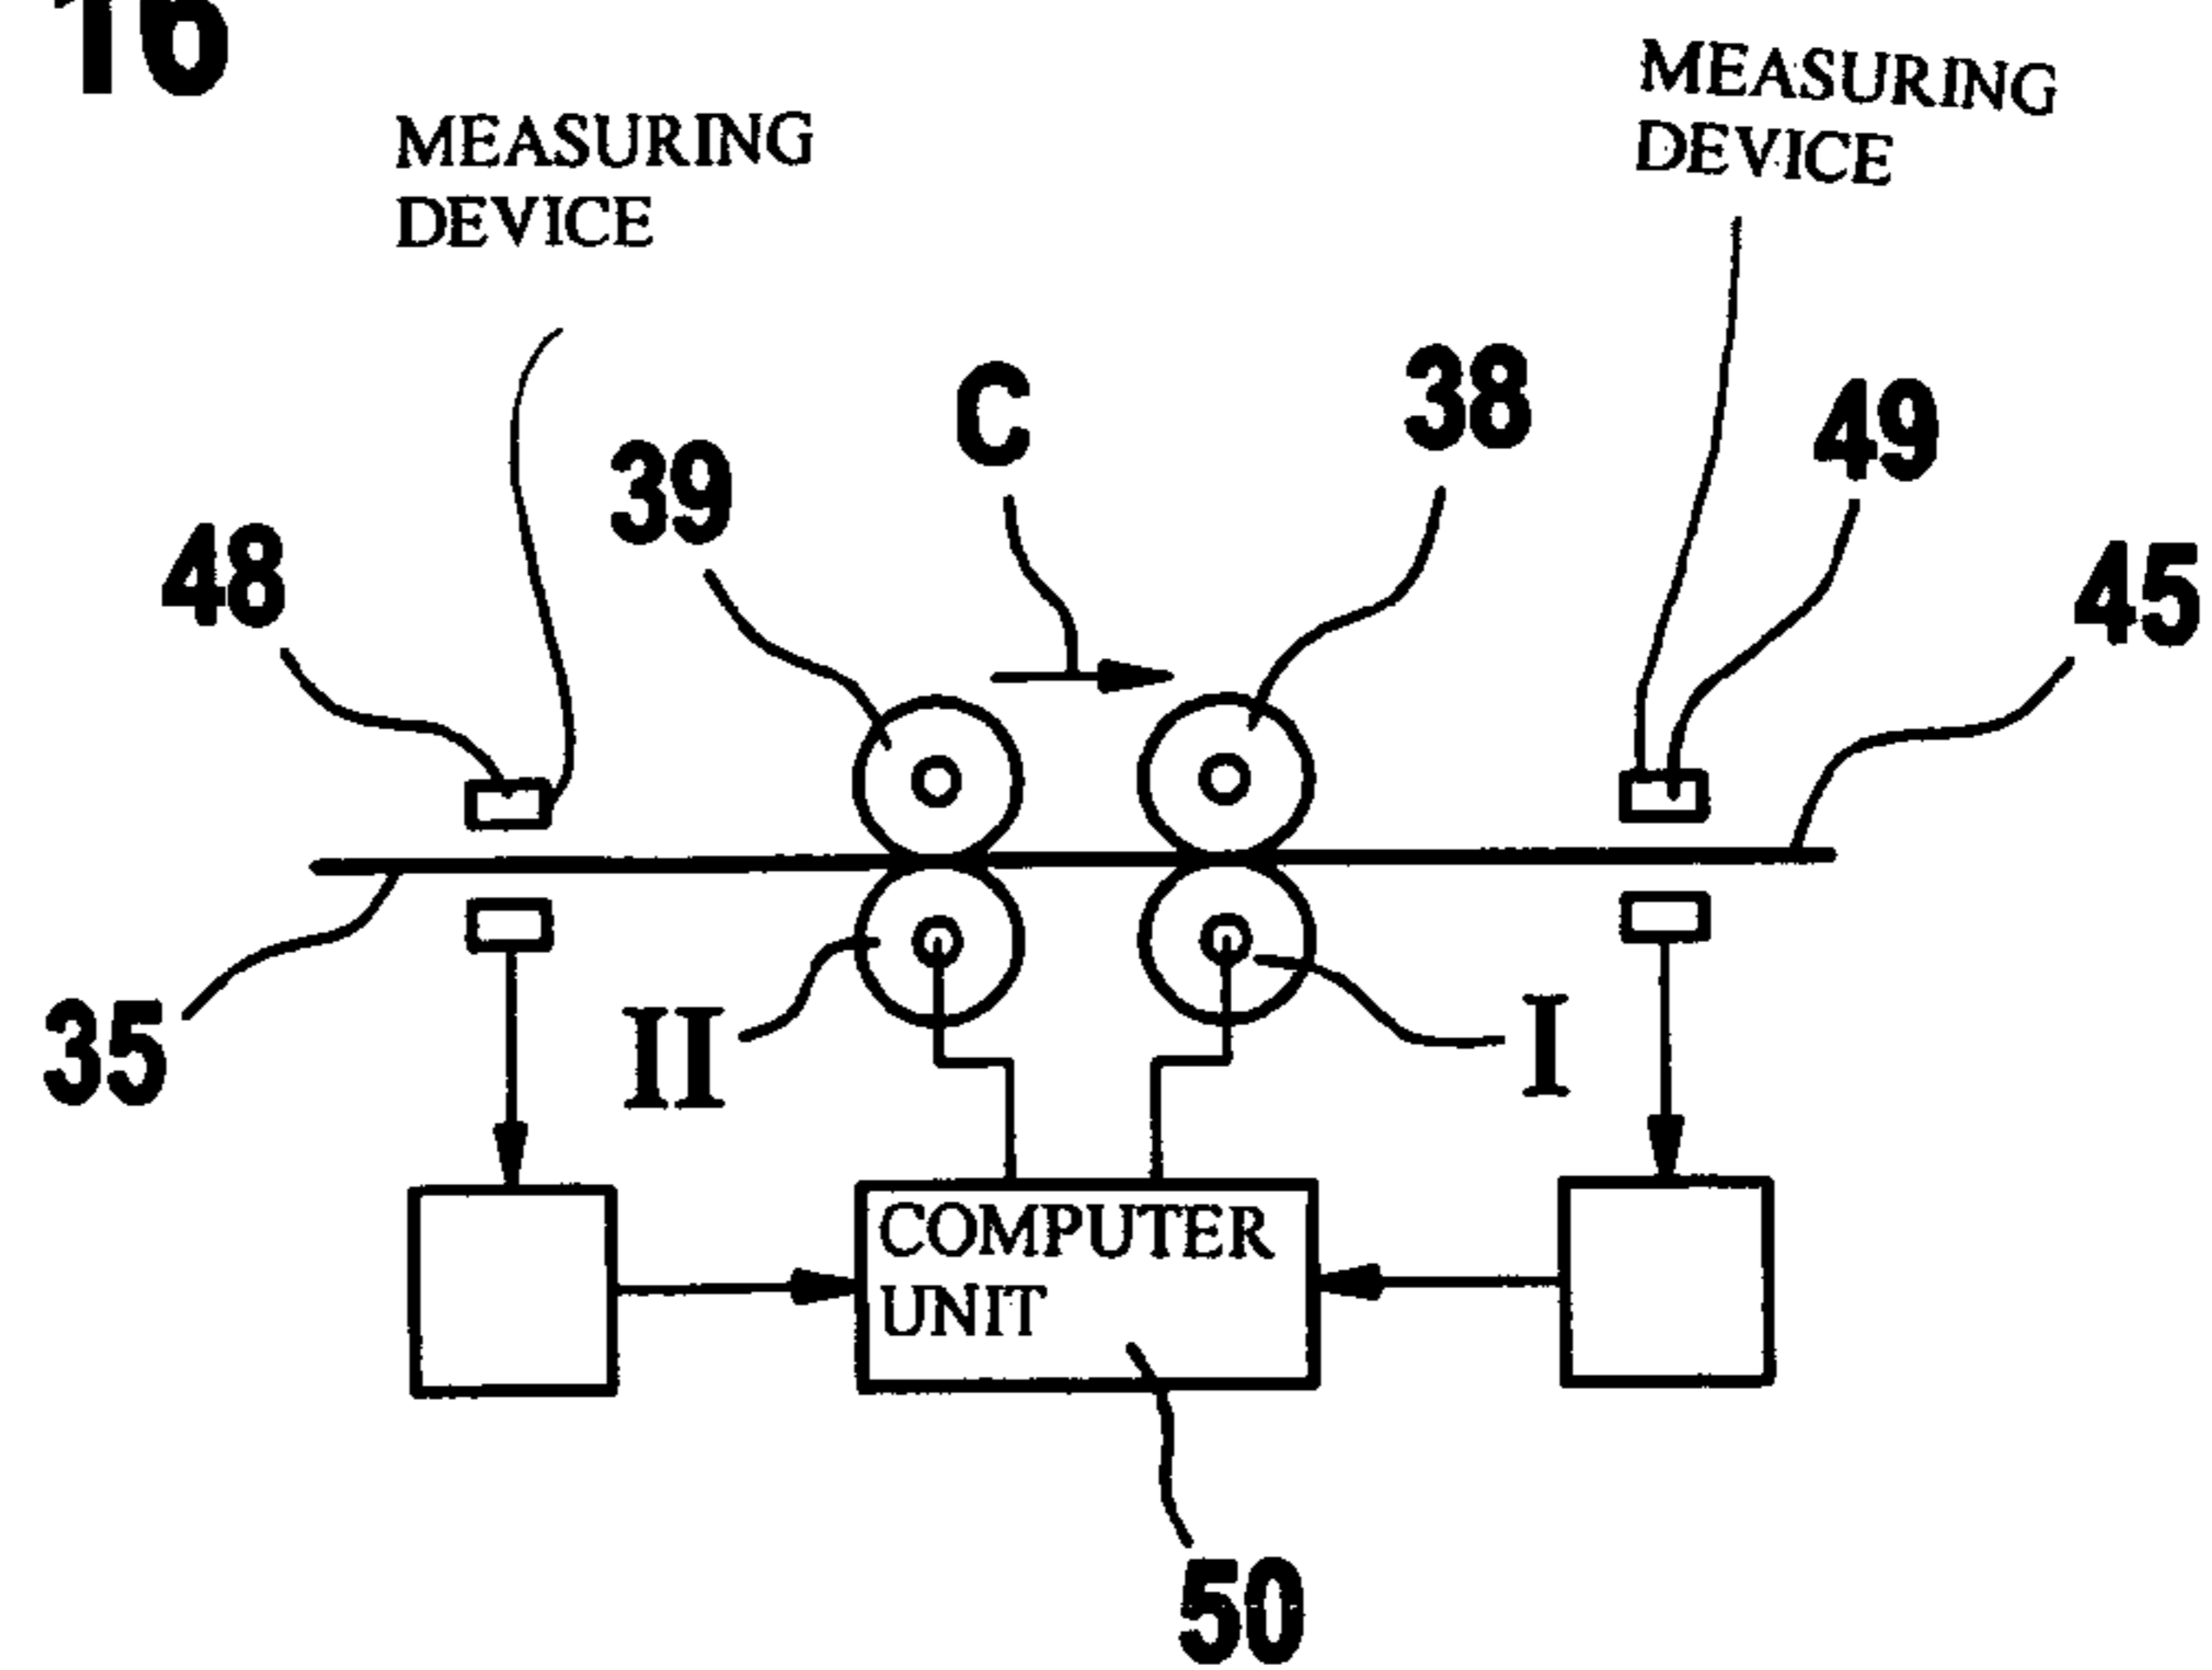 16
MEASURING
DEVICE
MEASURING
DEVICE
C
38
39
49
48
45
35
II
I
COMPUTER
UNIT
50